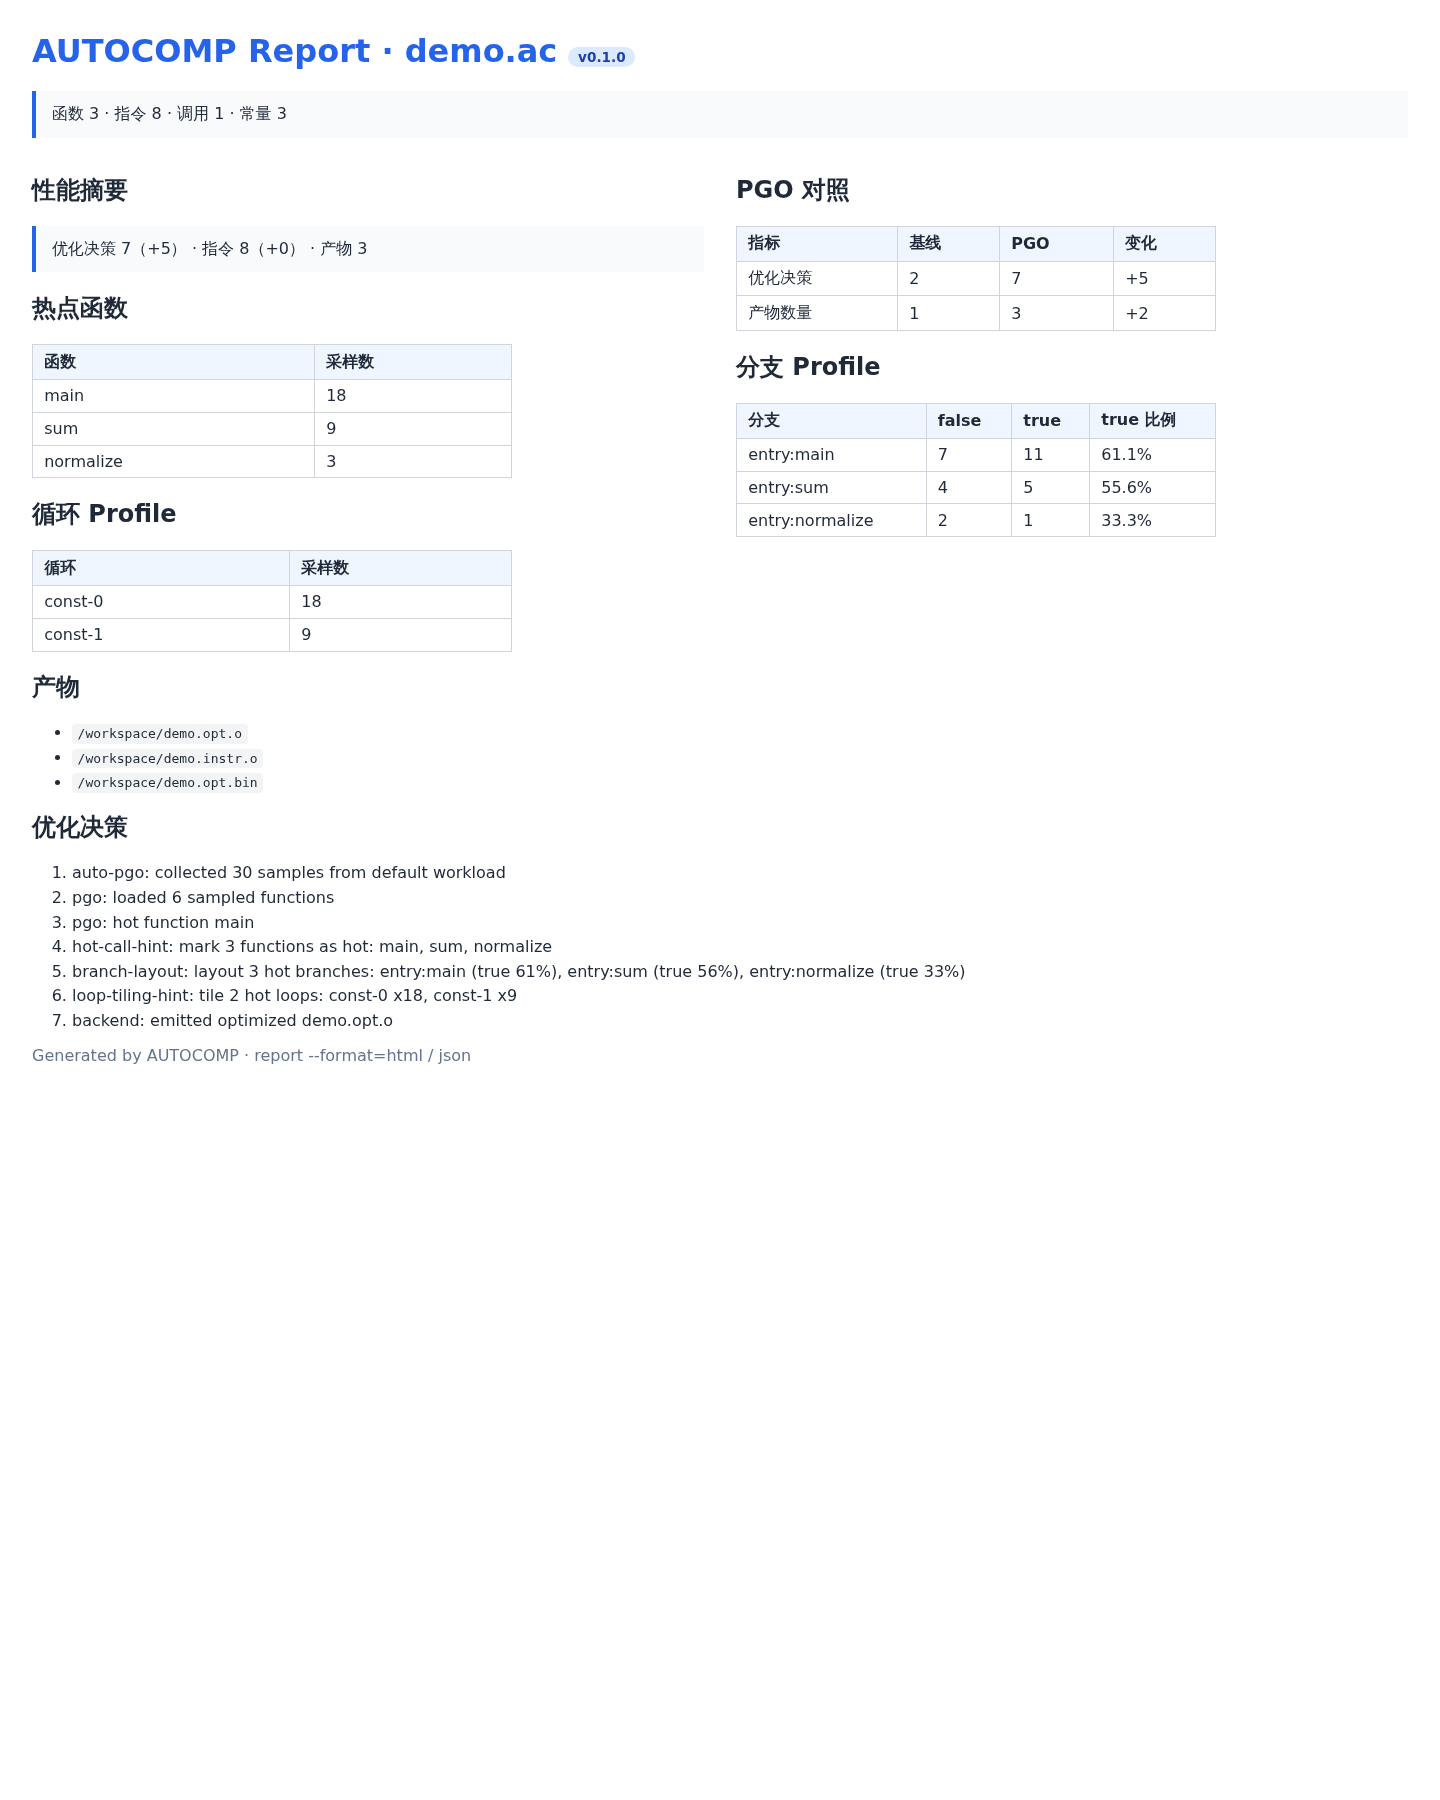 AUTOCOMP Report · demo.ac v0.1.0
函数 3 · 指令 8 · 调用 1 · 常量 3
性能摘要
优化决策 7（+5） · 指令 8（+0） · 产物 3
热点函数
函数 采样数
main 18
sum 9
normalize 3
循环 Profile
循环 采样数
const-0 18
const-1 9
PGO 对照
指标 基线 PGO 变化
优化决策 2 7 +5
产物数量 1 3 +2
分支 Profile
分支 false true true 比例
entry:main 7 11 61.1%
entry:sum 4 5 55.6%
entry:normalize 2 1 33.3%
产物
• /workspace/demo.opt.o
• /workspace/demo.instr.o
• /workspace/demo.opt.bin
优化决策
1. auto-pgo: collected 30 samples from default workload
2. pgo: loaded 6 sampled functions
3. pgo: hot function main
4. hot-call-hint: mark 3 functions as hot: main, sum, normalize
5. branch-layout: layout 3 hot branches: entry:main (true 61%), entry:sum (true 56%), entry:normalize (true 33%)
6. loop-tiling-hint: tile 2 hot loops: const-0 x18, const-1 x9
7. backend: emitted optimized demo.opt.o
Generated by AUTOCOMP · report --format=html / json